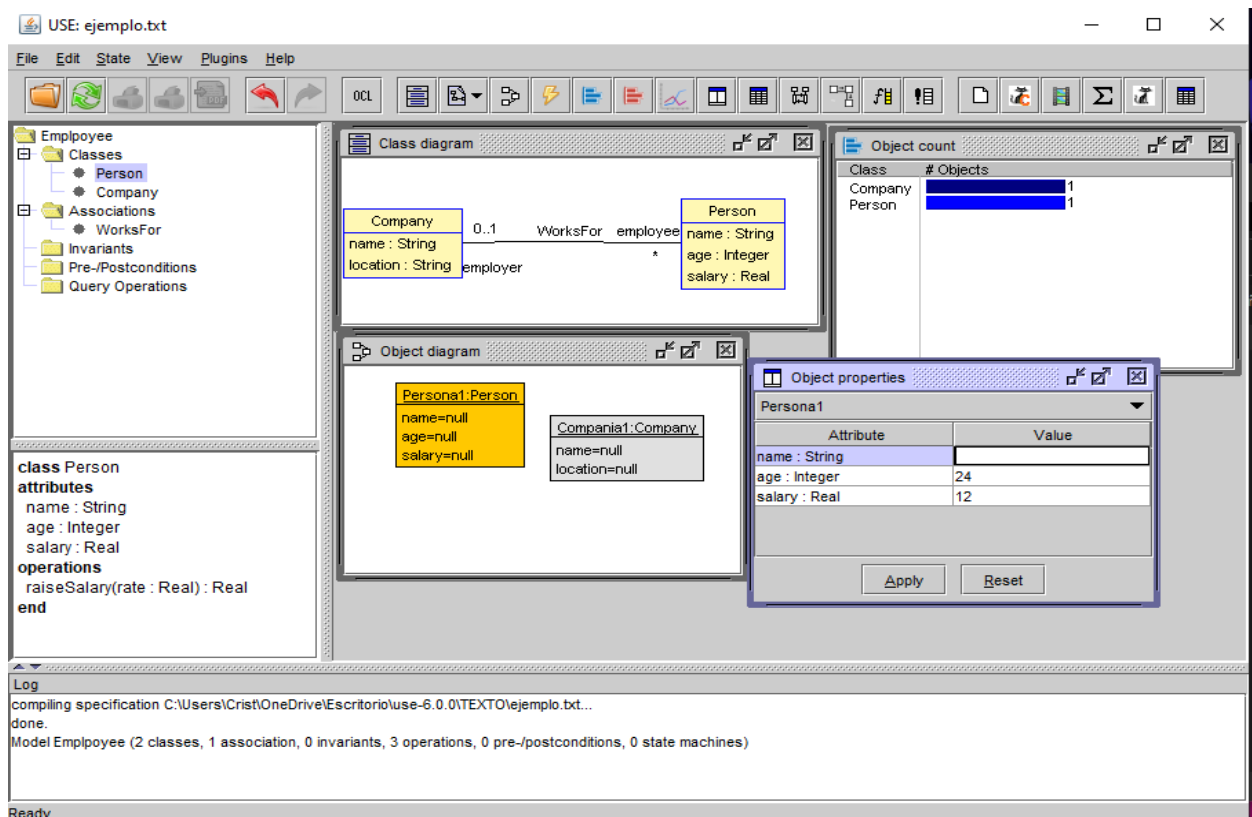 USE: ejemplo.txt
File Edit State View Plugins Help
OCL
Emplpoyee
Classes
Person
Company
Associations
WorksFor
Invariants
Pre-/Postconditions
Query Operations
class Person
attributes
name : String
age : Integer
salary : Real
operations
raiseSalary(rate : Real) : Real
end
Class diagram
Company
name : String
location : String
0..1
WorksFor
employee
*
employer
Person
name : String
age : Integer
salary : Real
Object count
Class # Objects
Company 1
Person 1
Object diagram
Persona1:Person
name=null
age=null
salary=null
Compania1:Company
name=null
location=null
Object properties
Persona1
Attribute Value
name : String
age : Integer 24
salary : Real 12
Apply Reset
Log
compiling specification C:\Users\Crist\OneDrive\Escritorio\use-6.0.0\TEXTO\ejemplo.txt...
done.
Model Emplpoyee (2 classes, 1 association, 0 invariants, 3 operations, 0 pre-/postconditions, 0 state machines)
Ready